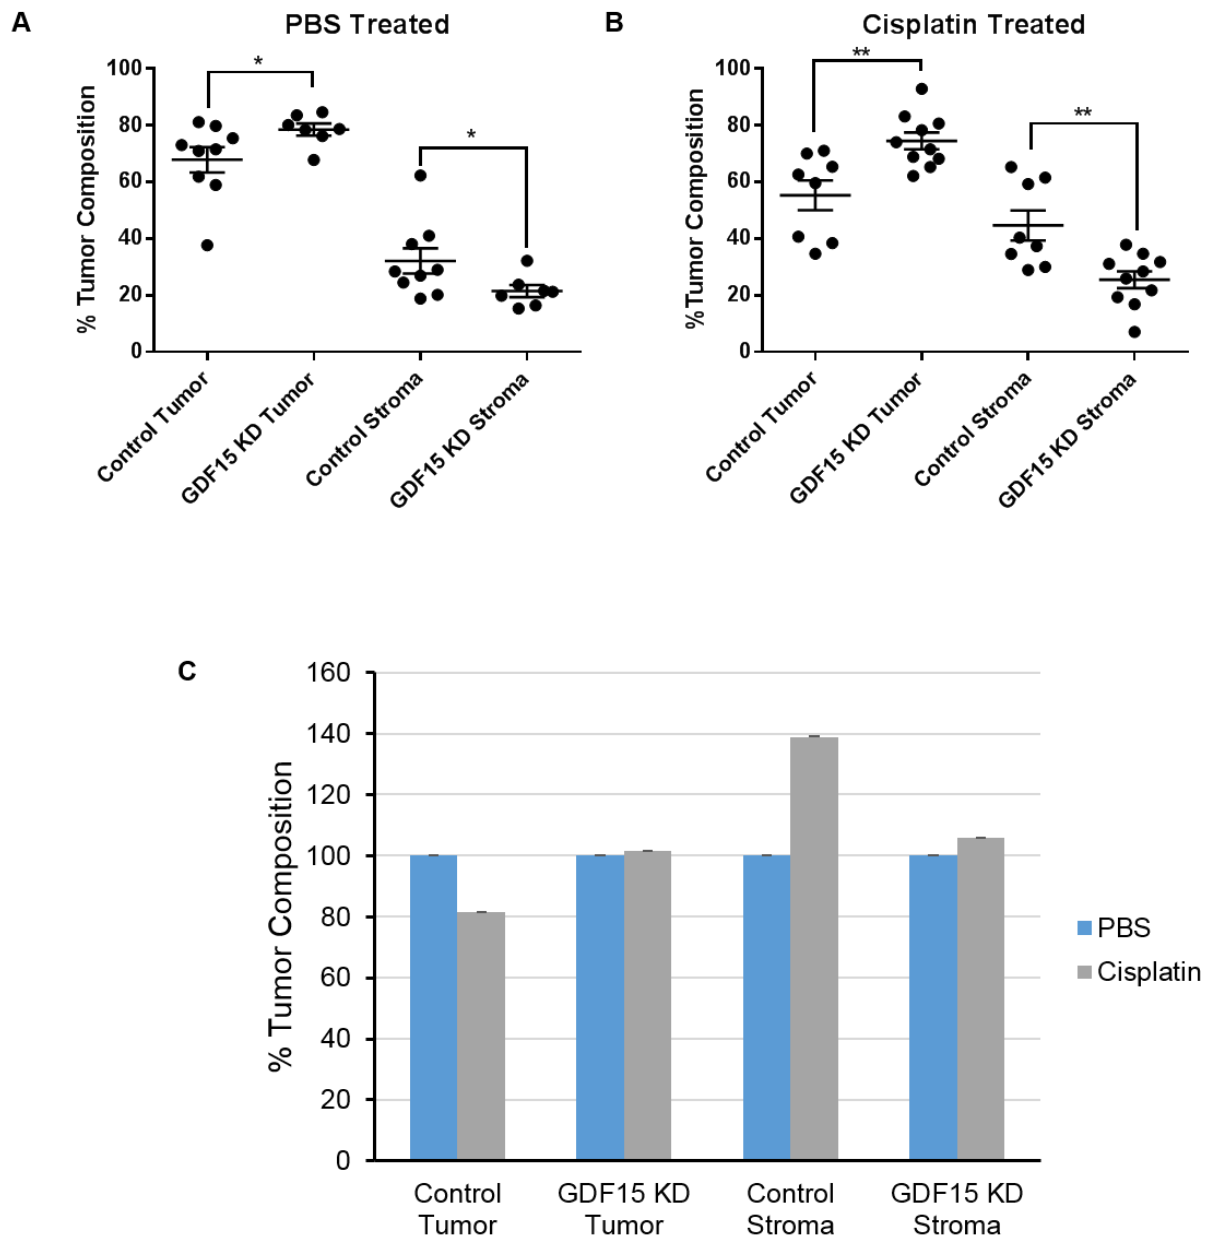 A
PBS Treated
% Tumor Composition
100
80
60
40
20
0
*
*
Control Tumor
GDF15 KD Tumor
Control Stroma
GDF15 KD Stroma
B
Cisplatin Treated
% Tumor Composition
100
80
60
40
20
0
**
**
Control Tumor
GDF15 KD Tumor
Control Stroma
GDF15 KD Stroma
C
% Tumor Composition
160
140
120
100
80
60
40
20
0
Control
Tumor
GDF15 KD
Tumor
Control
Stroma
GDF15 KD
Stroma
PBS
Cisplatin